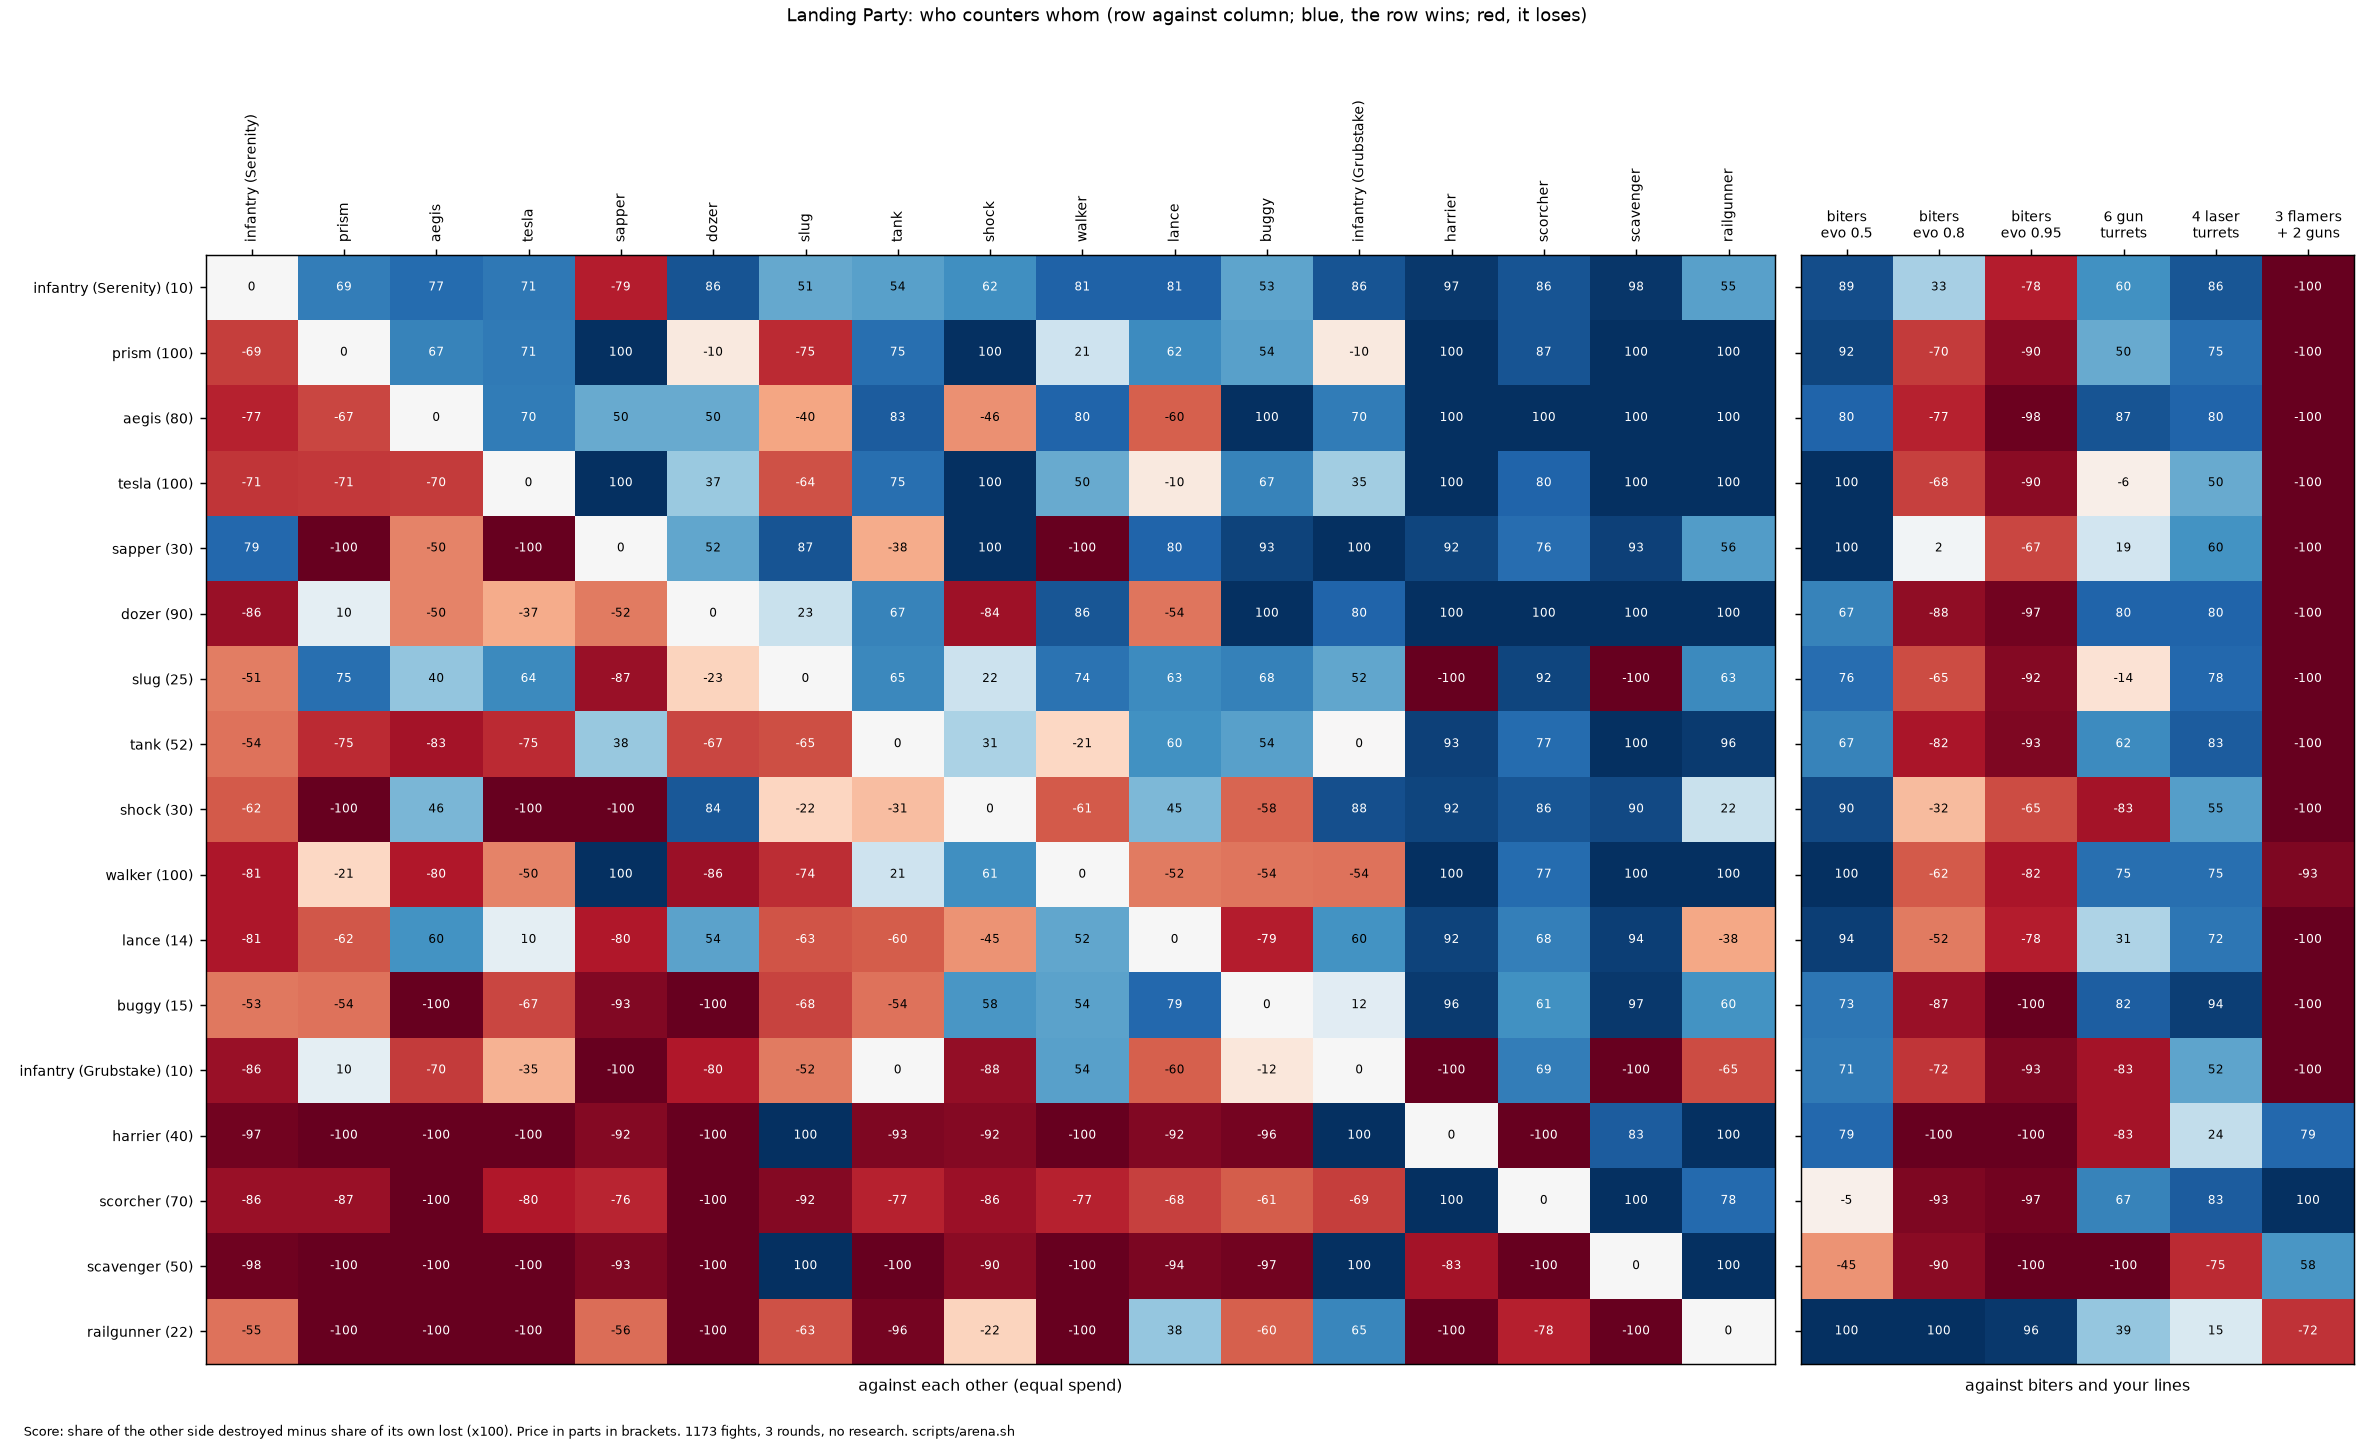 Landing Party: who counters whom (row against column; blue, the row wins; red, it loses)
infantry (Serenity) prism aegis tesla sapper dozer slug tank shock walker lance buggy infantry (Grubstake) harrier scorcher scavenger railgunner
biters evo 0.5 biters evo 0.8 biters evo 0.95 6 gun turrets 4 laser turrets 3 flamers + 2 guns
infantry (Serenity) (10) 0 69 77 71 -79 86 51 54 62 81 81 53 86 97 86 98 55 89 33 -78 60 86 -100
prism (100) -69 0 67 71 100 -10 -75 75 100 21 62 54 -10 100 87 100 100 92 -70 -90 50 75 -100
aegis (80) -77 -67 0 70 50 50 -40 83 -46 80 -60 100 70 100 100 100 100 80 -77 -98 87 80 -100
tesla (100) -71 -71 -70 0 100 37 -64 75 100 50 -10 67 35 100 80 100 100 100 -68 -90 -6 50 -100
sapper (30) 79 -100 -50 -100 0 52 87 -38 100 -100 80 93 100 92 76 93 56 100 2 -67 19 60 -100
dozer (90) -86 10 -50 -37 -52 0 23 67 -84 86 -54 100 80 100 100 100 100 67 -88 -97 80 80 -100
slug (25) -51 75 40 64 -87 -23 0 65 22 74 63 68 52 -100 92 -100 63 76 -65 -92 -14 78 -100
tank (52) -54 -75 -83 -75 38 -67 -65 0 31 -21 60 54 0 93 77 100 96 67 -82 -93 62 83 -100
shock (30) -62 -100 46 -100 -100 84 -22 -31 0 -61 45 -58 88 92 86 90 22 90 -32 -65 -83 55 -100
walker (100) -81 -21 -80 -50 100 -86 -74 21 61 0 -52 -54 -54 100 77 100 100 100 -62 -82 75 75 -93
lance (14) -81 -62 60 10 -80 54 -63 -60 -45 52 0 -79 60 92 68 94 -38 94 -52 -78 31 72 -100
buggy (15) -53 -54 -100 -67 -93 -100 -68 -54 58 54 79 0 12 96 61 97 60 73 -87 -100 82 94 -100
infantry (Grubstake) (10) -86 10 -70 -35 -100 -80 -52 0 -88 54 -60 -12 0 -100 69 -100 -65 71 -72 -93 -83 52 -100
harrier (40) -97 -100 -100 -100 -92 -100 100 -93 -92 -100 -92 -96 100 0 -100 83 100 79 -100 -100 -83 24 79
scorcher (70) -86 -87 -100 -80 -76 -100 -92 -77 -86 -77 -68 -61 -69 100 0 100 78 -5 -93 -97 67 83 100
scavenger (50) -98 -100 -100 -100 -93 -100 100 -100 -90 -100 -94 -97 100 -83 -100 0 100 -45 -90 -100 -100 -75 58
railgunner (22) -55 -100 -100 -100 -56 -100 -63 -96 -22 -100 38 -60 65 -100 -78 -100 0 100 100 96 39 15 -72
against each other (equal spend) against biters and your lines
Score: share of the other side destroyed minus share of its own lost (x100). Price in parts in brackets. 1173 fights, 3 rounds, no research. scripts/arena.sh